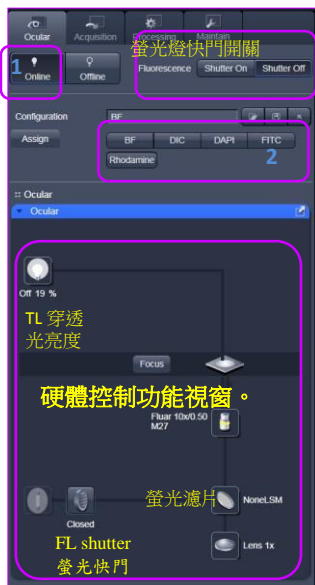 Ocular Acquisition Processing Maintain
螢光燈快門開關
1 Online Offline Fluorescence Shutter On Shutter Off
Configuration BF
Assign BF DIC DAPI FITC
2
Rhodamine
:: Ocular
Ocular
Off 19 %
TL 穿透
光亮度
Focus
硬體控制功能視窗。
Fluar 10x/0.50
M27
螢光濾片 NoneLSM
Closed
FL shutter Lens 1x
螢光快門